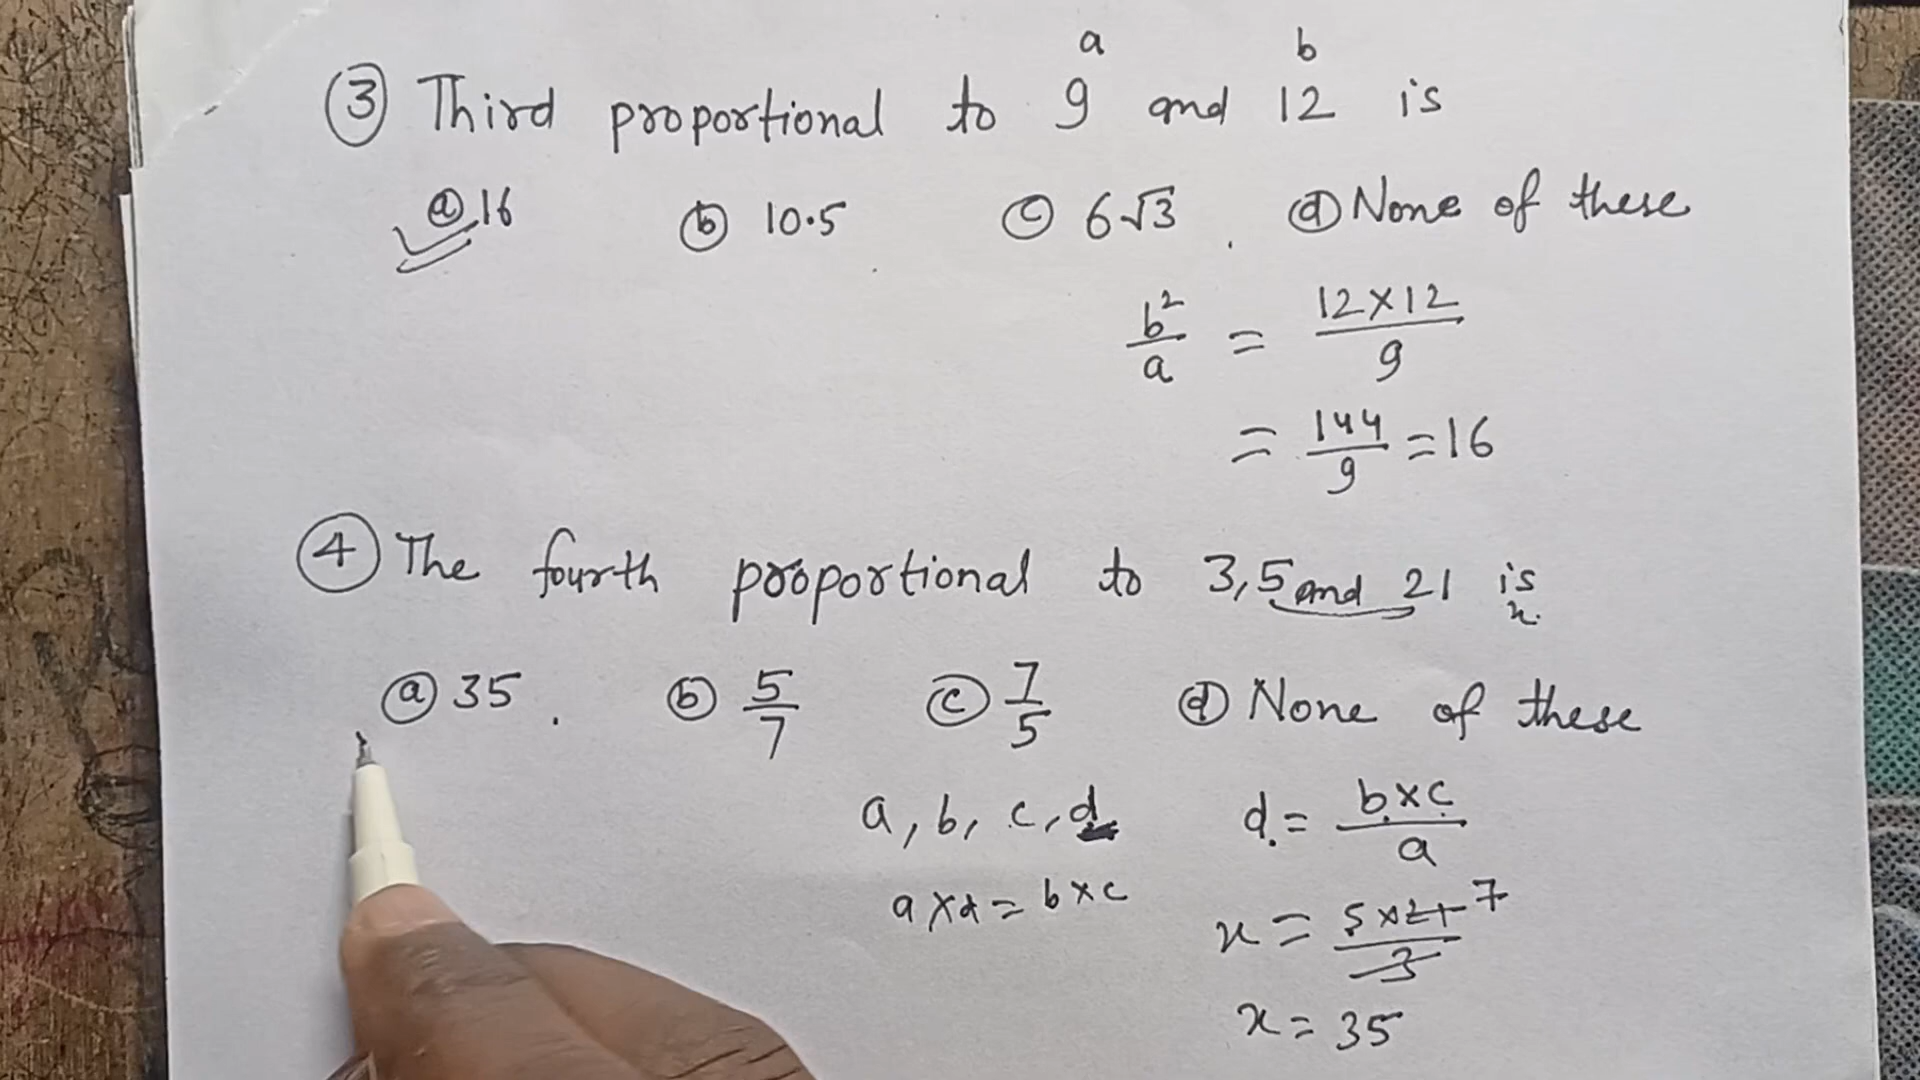 a b
③ Third proportional to 9 and 12 is
ⓐ 16 ⓑ 10.5 ⓒ 6√3 ⓓ None of these
b²/a = 12×12/9
= 144/9 = 16
④ The fourth proportional to 3,5 and 21 is
x
ⓐ 35 ⓑ 5/7 ⓒ 7/5 ⓓ None of these
a, b, c, d d = b×c/a
a×d = b×c x = 5×21/3 7
x = 35